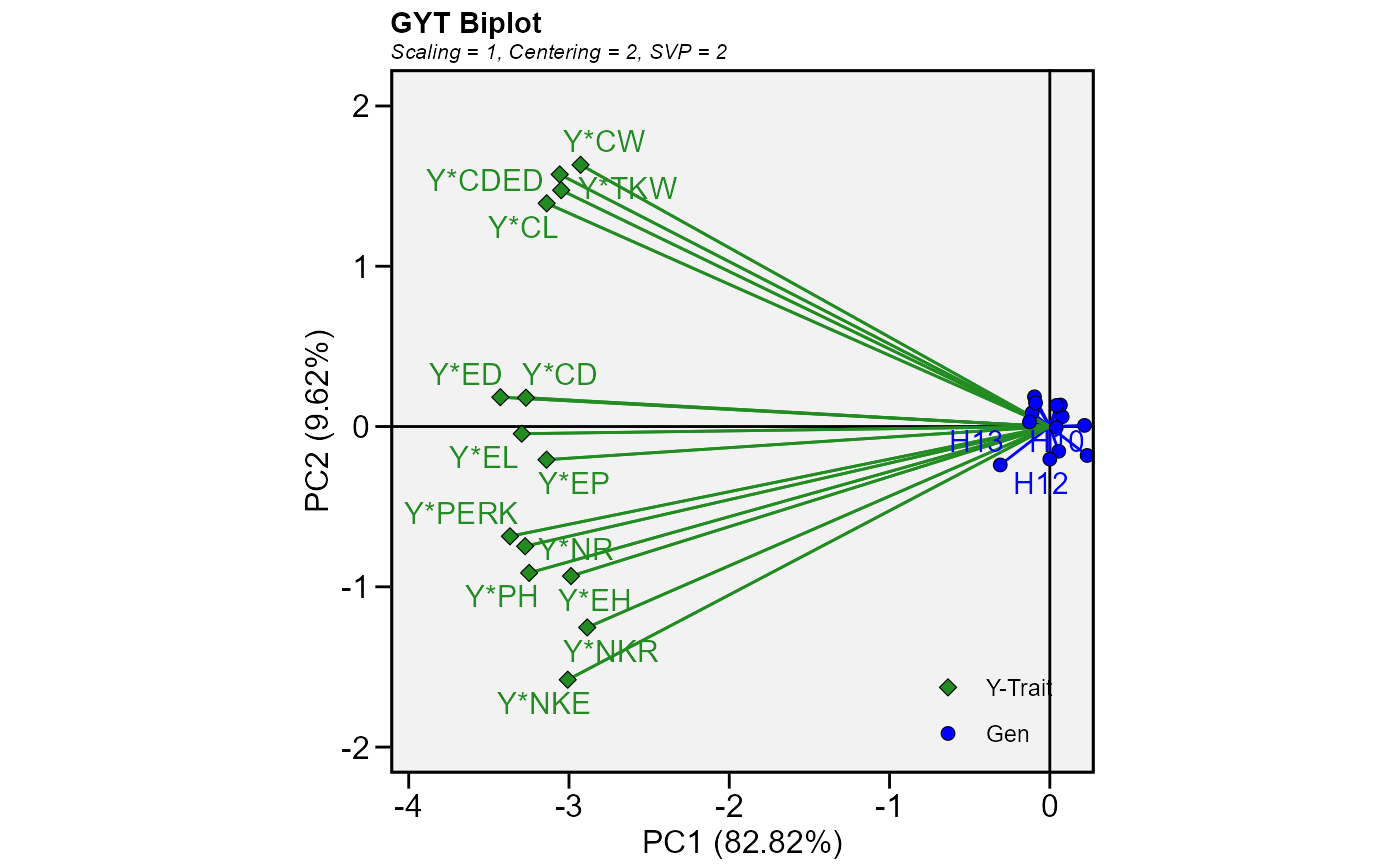 GYT Biplot
Scaling = 1, Centering = 2, SVP = 2
2
1
0
-1
-2
PC2 (9.62%)
Y*CW
Y*CDED
Y*TKW
Y*CL
Y*ED
Y*CD
Y*EL
Y*EP
Y*PERK
Y*NR
Y*PH
Y*EH
Y*NKR
Y*NKE
H13
H10
H12
Y-Trait
Gen
-4
-3
-2
-1
0
PC1 (82.82%)